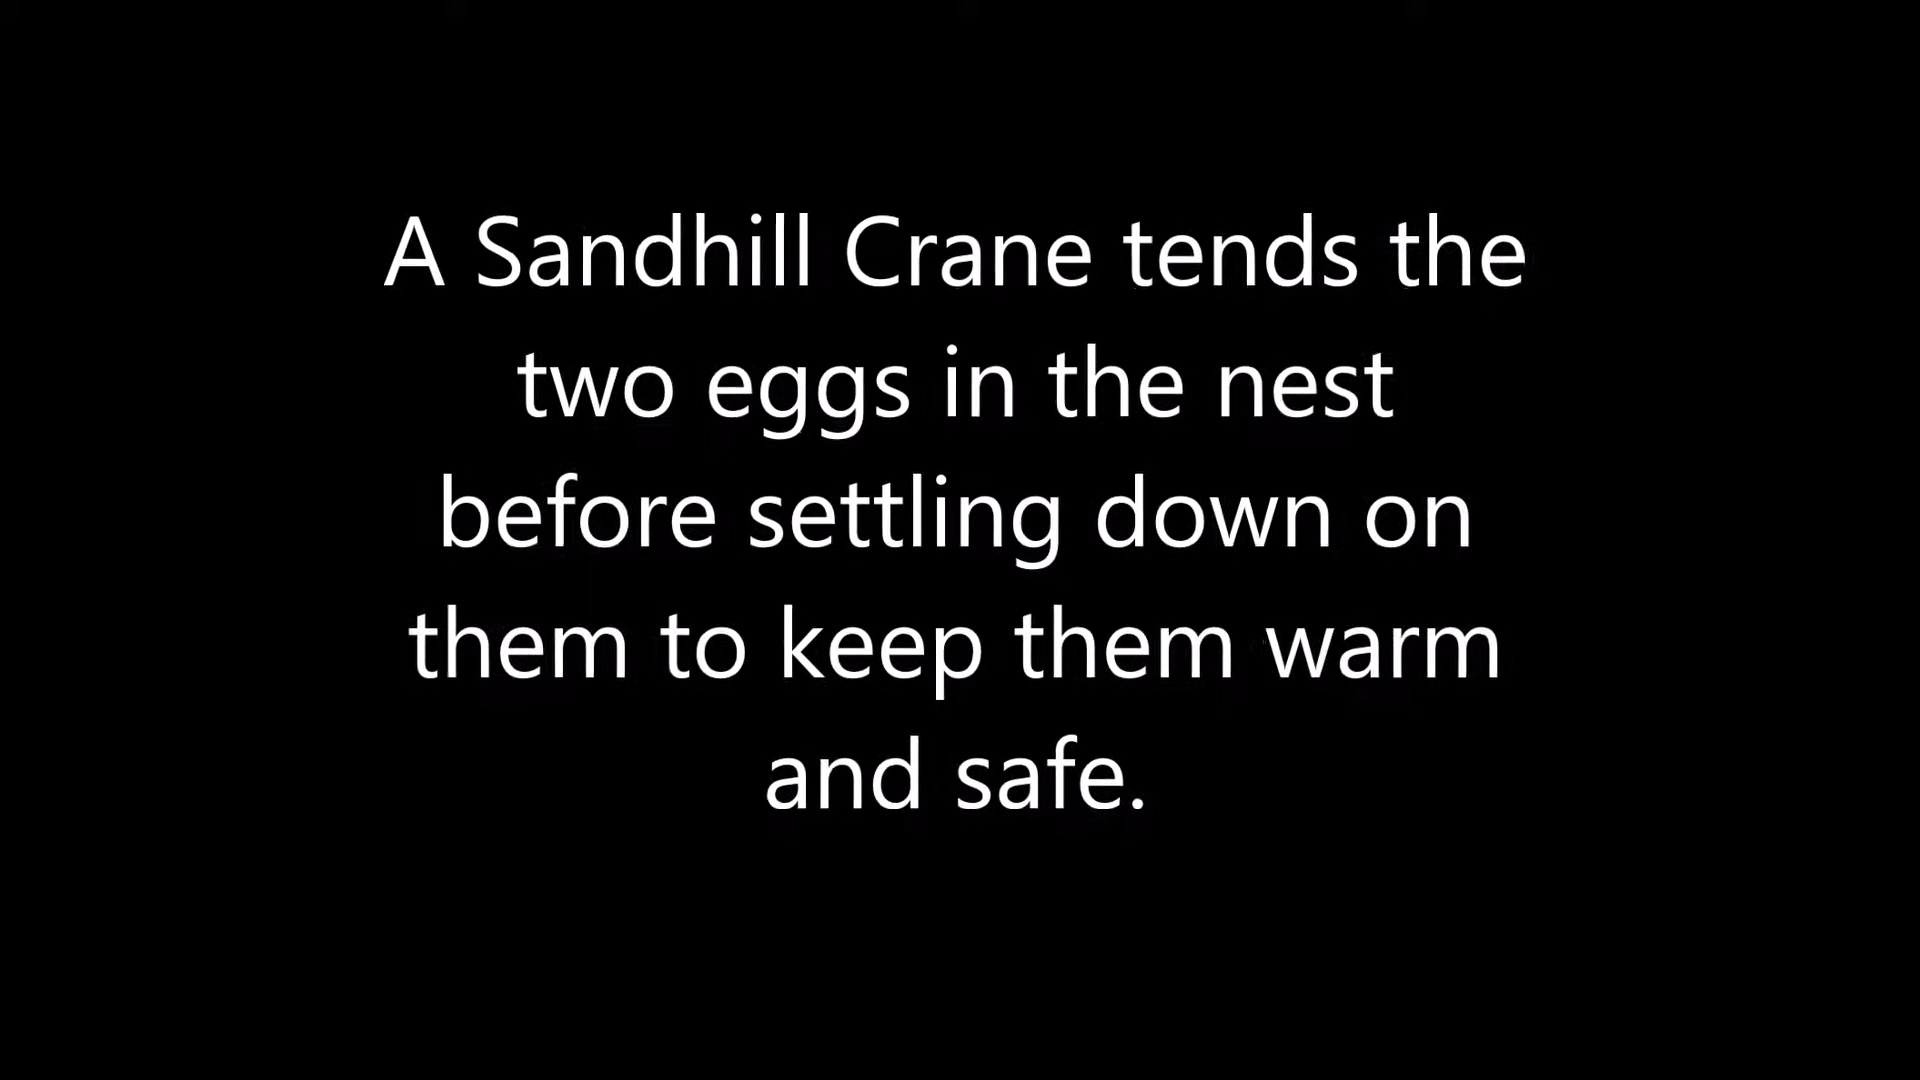 A Sandhill Crane tends the
two eggs in the nest
before settling down on
them to keep them warm
and safe.